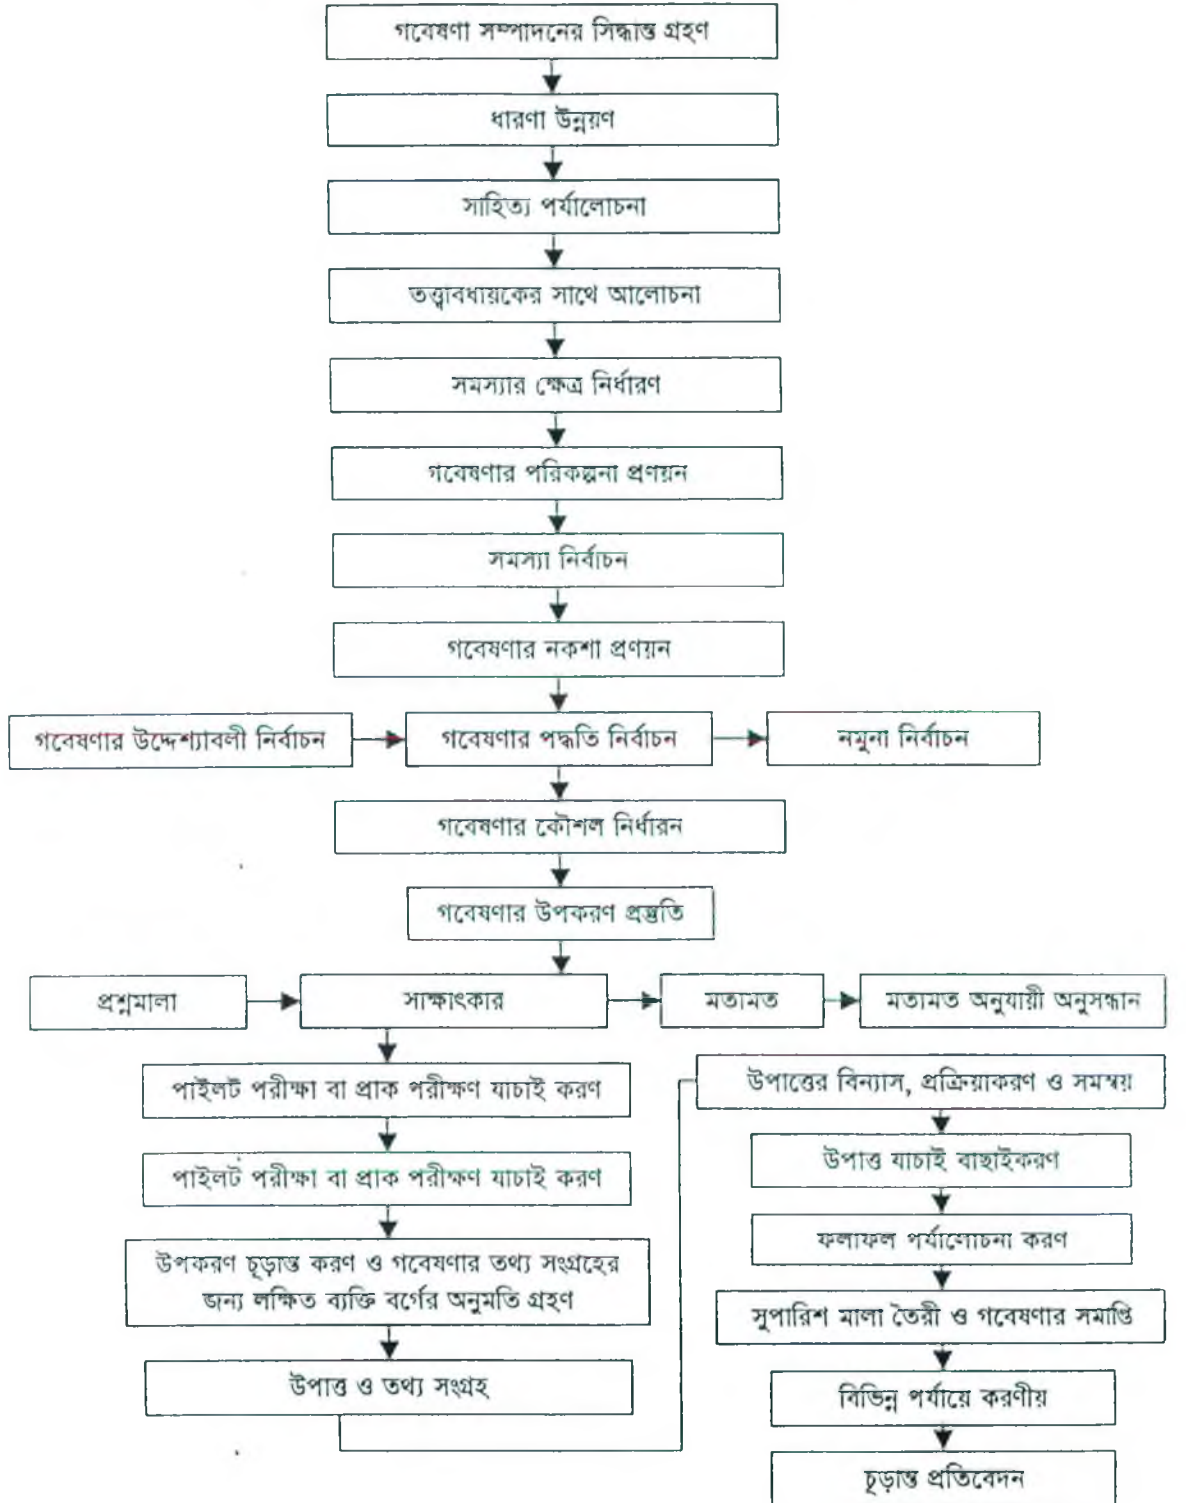 গবেষণা সম্পাদনের সিদ্ধান্ত গ্রহণ
ধারণা উন্নয়ণ
সাহিত্য পর্যালোচনা
তত্ত্বাবধায়কের সাথে আলোচনা
সমস্যার ক্ষেত্র নির্ধারণ
গবেষণার পরিকল্পনা প্রণয়ন
সমস্যা নির্বাচন
গবেষণার নকশা প্রণয়ন
গবেষণার উদ্দেশ্যাবলী নির্বাচন
গবেষণার পদ্ধতি নির্বাচন
নমুনা নির্বাচন
গবেষণার কৌশল নির্ধারন
গবেষণার উপকরণ প্রস্তুতি
প্রশ্নমালা
সাক্ষাৎকার
মতামত
মতামত অনুযায়ী অনুসন্ধান
পাইলট পরীক্ষা বা প্রাক পরীক্ষণ যাচাই করণ
পাইলট পরীক্ষা বা প্রাক পরীক্ষণ যাচাই করণ
উপকরণ চূড়ান্ত করণ ও গবেষণার তথ্য সংগ্রহের
জন্য লক্ষিত ব্যক্তি বর্গের অনুমতি গ্রহণ
উপাত্ত ও তথ্য সংগ্রহ
উপাত্তের বিন্যাস, প্রক্রিয়াকরণ ও সমন্বয়
উপাত্ত যাচাই বাছাইকরণ
ফলাফল পর্যালোচনা করণ
সুপারিশ মালা তৈরী ও গবেষণার সমাপ্তি
বিভিন্ন পর্যায়ে করণীয়
চূড়ান্ত প্রতিবেদন